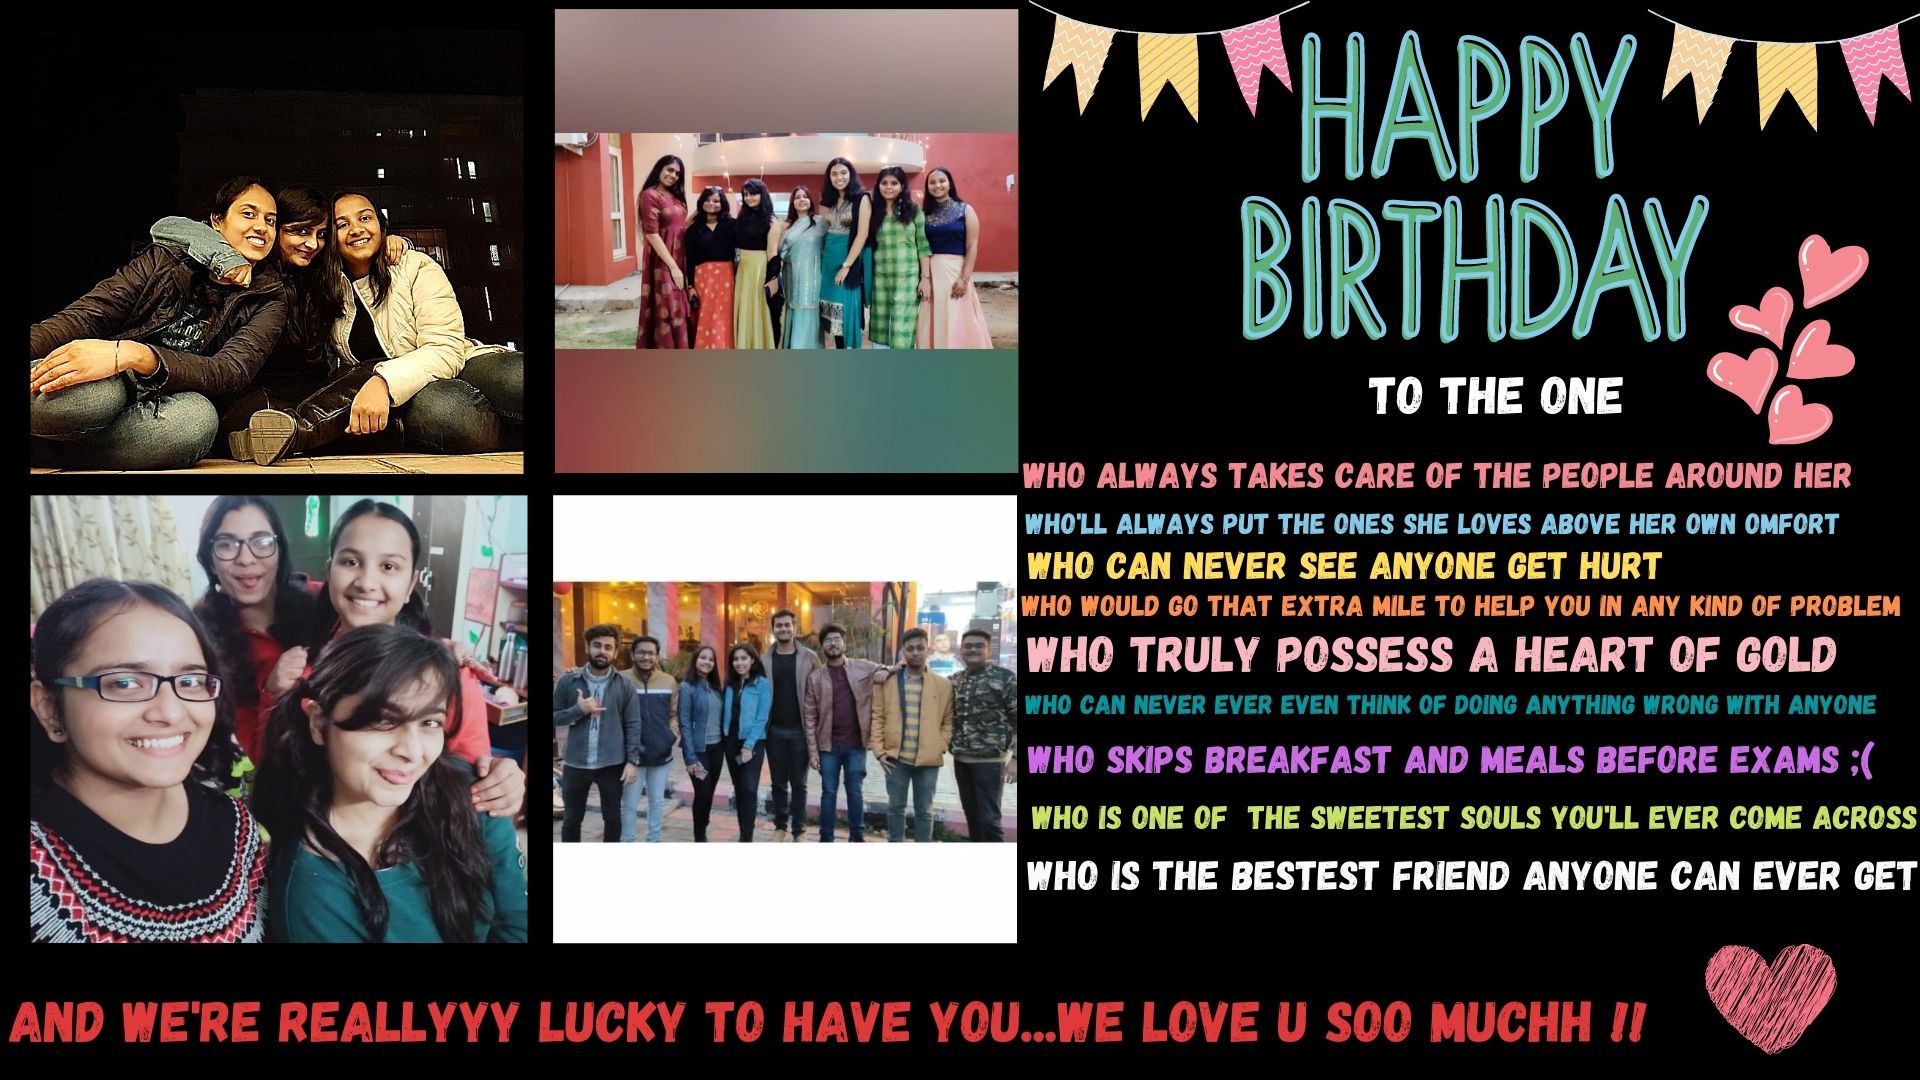 HAPPY
BIRTHDAY
TO THE ONE
WHO ALWAYS TAKES CARE OF THE PEOPLE AROUND HER
WHO'LL ALWAYS PUT THE ONES SHE LOVES ABOVE HER OWN OMFORT
WHO CAN NEVER SEE ANYONE GET HURT
WHO WOULD GO THAT EXTRA MILE TO HELP YOU IN ANY KIND OF PROBLEM
WHO TRULY POSSESS A HEART OF GOLD
WHO CAN NEVER EVER EVEN THINK OF DOING ANYTHING WRONG WITH ANYONE
WHO SKIPS BREAKFAST AND MEALS BEFORE EXAMS ;(
WHO IS ONE OF THE SWEETEST SOULS YOU'LL EVER COME ACROSS
WHO IS THE BESTEST FRIEND ANYONE CAN EVER GET
AND WE'RE REALLYYY LUCKY TO HAVE YOU...WE LOVE U SOO MUCHH !!